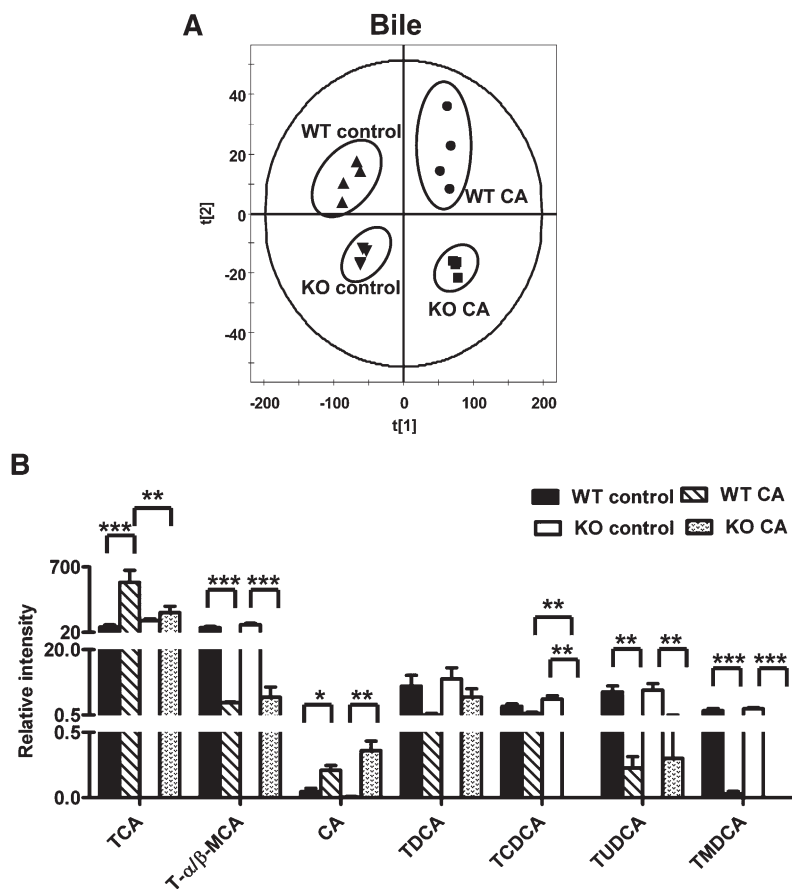 A
Bile
40
20
0
-20
-40
t[2]
WT control
WT CA
KO control
KO CA
-200 -100 0 100 200
t[1]
B
WT control WT CA
KO control KO CA
Relative intensity
700
20
20.0
0.5
0.5
0.0
*** **
*** ***
* **
**
**
** **
*** ***
TCA
T-α/β-MCA
CA
TDCA
TCDCA
TUDCA
TMDCA